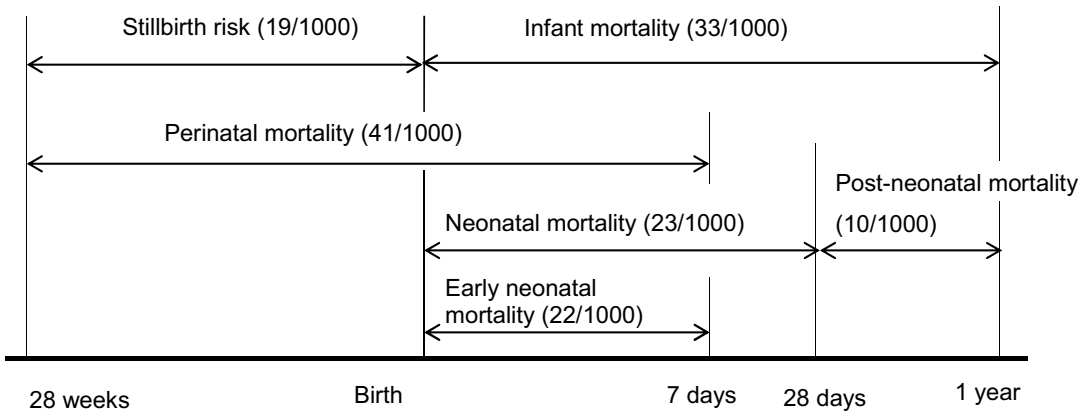 Stillbirth risk (19/1000)
Infant mortality (33/1000)
Perinatal mortality (41/1000)
Post-neonatal mortality
(10/1000)
Neonatal mortality (23/1000)
Early neonatal
mortality (22/1000)
28 weeks
Birth
7 days
28 days
1 year